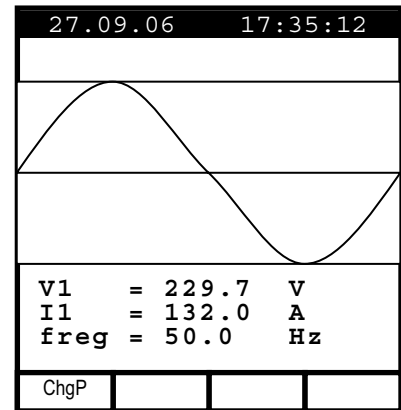 27.09.06 17:35:12
V1 = 229.7 V
I1 = 132.0 A
freg = 50.0 Hz
ChgP